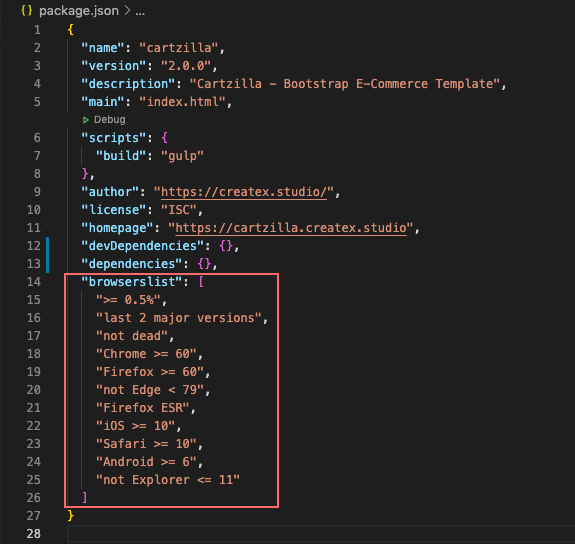 {} package.json > ...
1 {
2 "name": "cartzilla",
3 "version": "2.0.0",
4 "description": "Cartzilla - Bootstrap E-Commerce Template",
5 "main": "index.html",
▷ Debug
6 "scripts": {
7 "build": "gulp"
8 },
9 "author": "https://createx.studio/",
10 "license": "ISC",
11 "homepage": "https://cartzilla.createx.studio",
12 "devDependencies": {},
13 "dependencies": {},
14 "browserslist": [
15 ">= 0.5%",
16 "last 2 major versions",
17 "not dead",
18 "Chrome >= 60",
19 "Firefox >= 60",
20 "not Edge < 79",
21 "Firefox ESR",
22 "iOS >= 10",
23 "Safari >= 10",
24 "Android >= 6",
25 "not Explorer <= 11"
26 ]
27 }
28